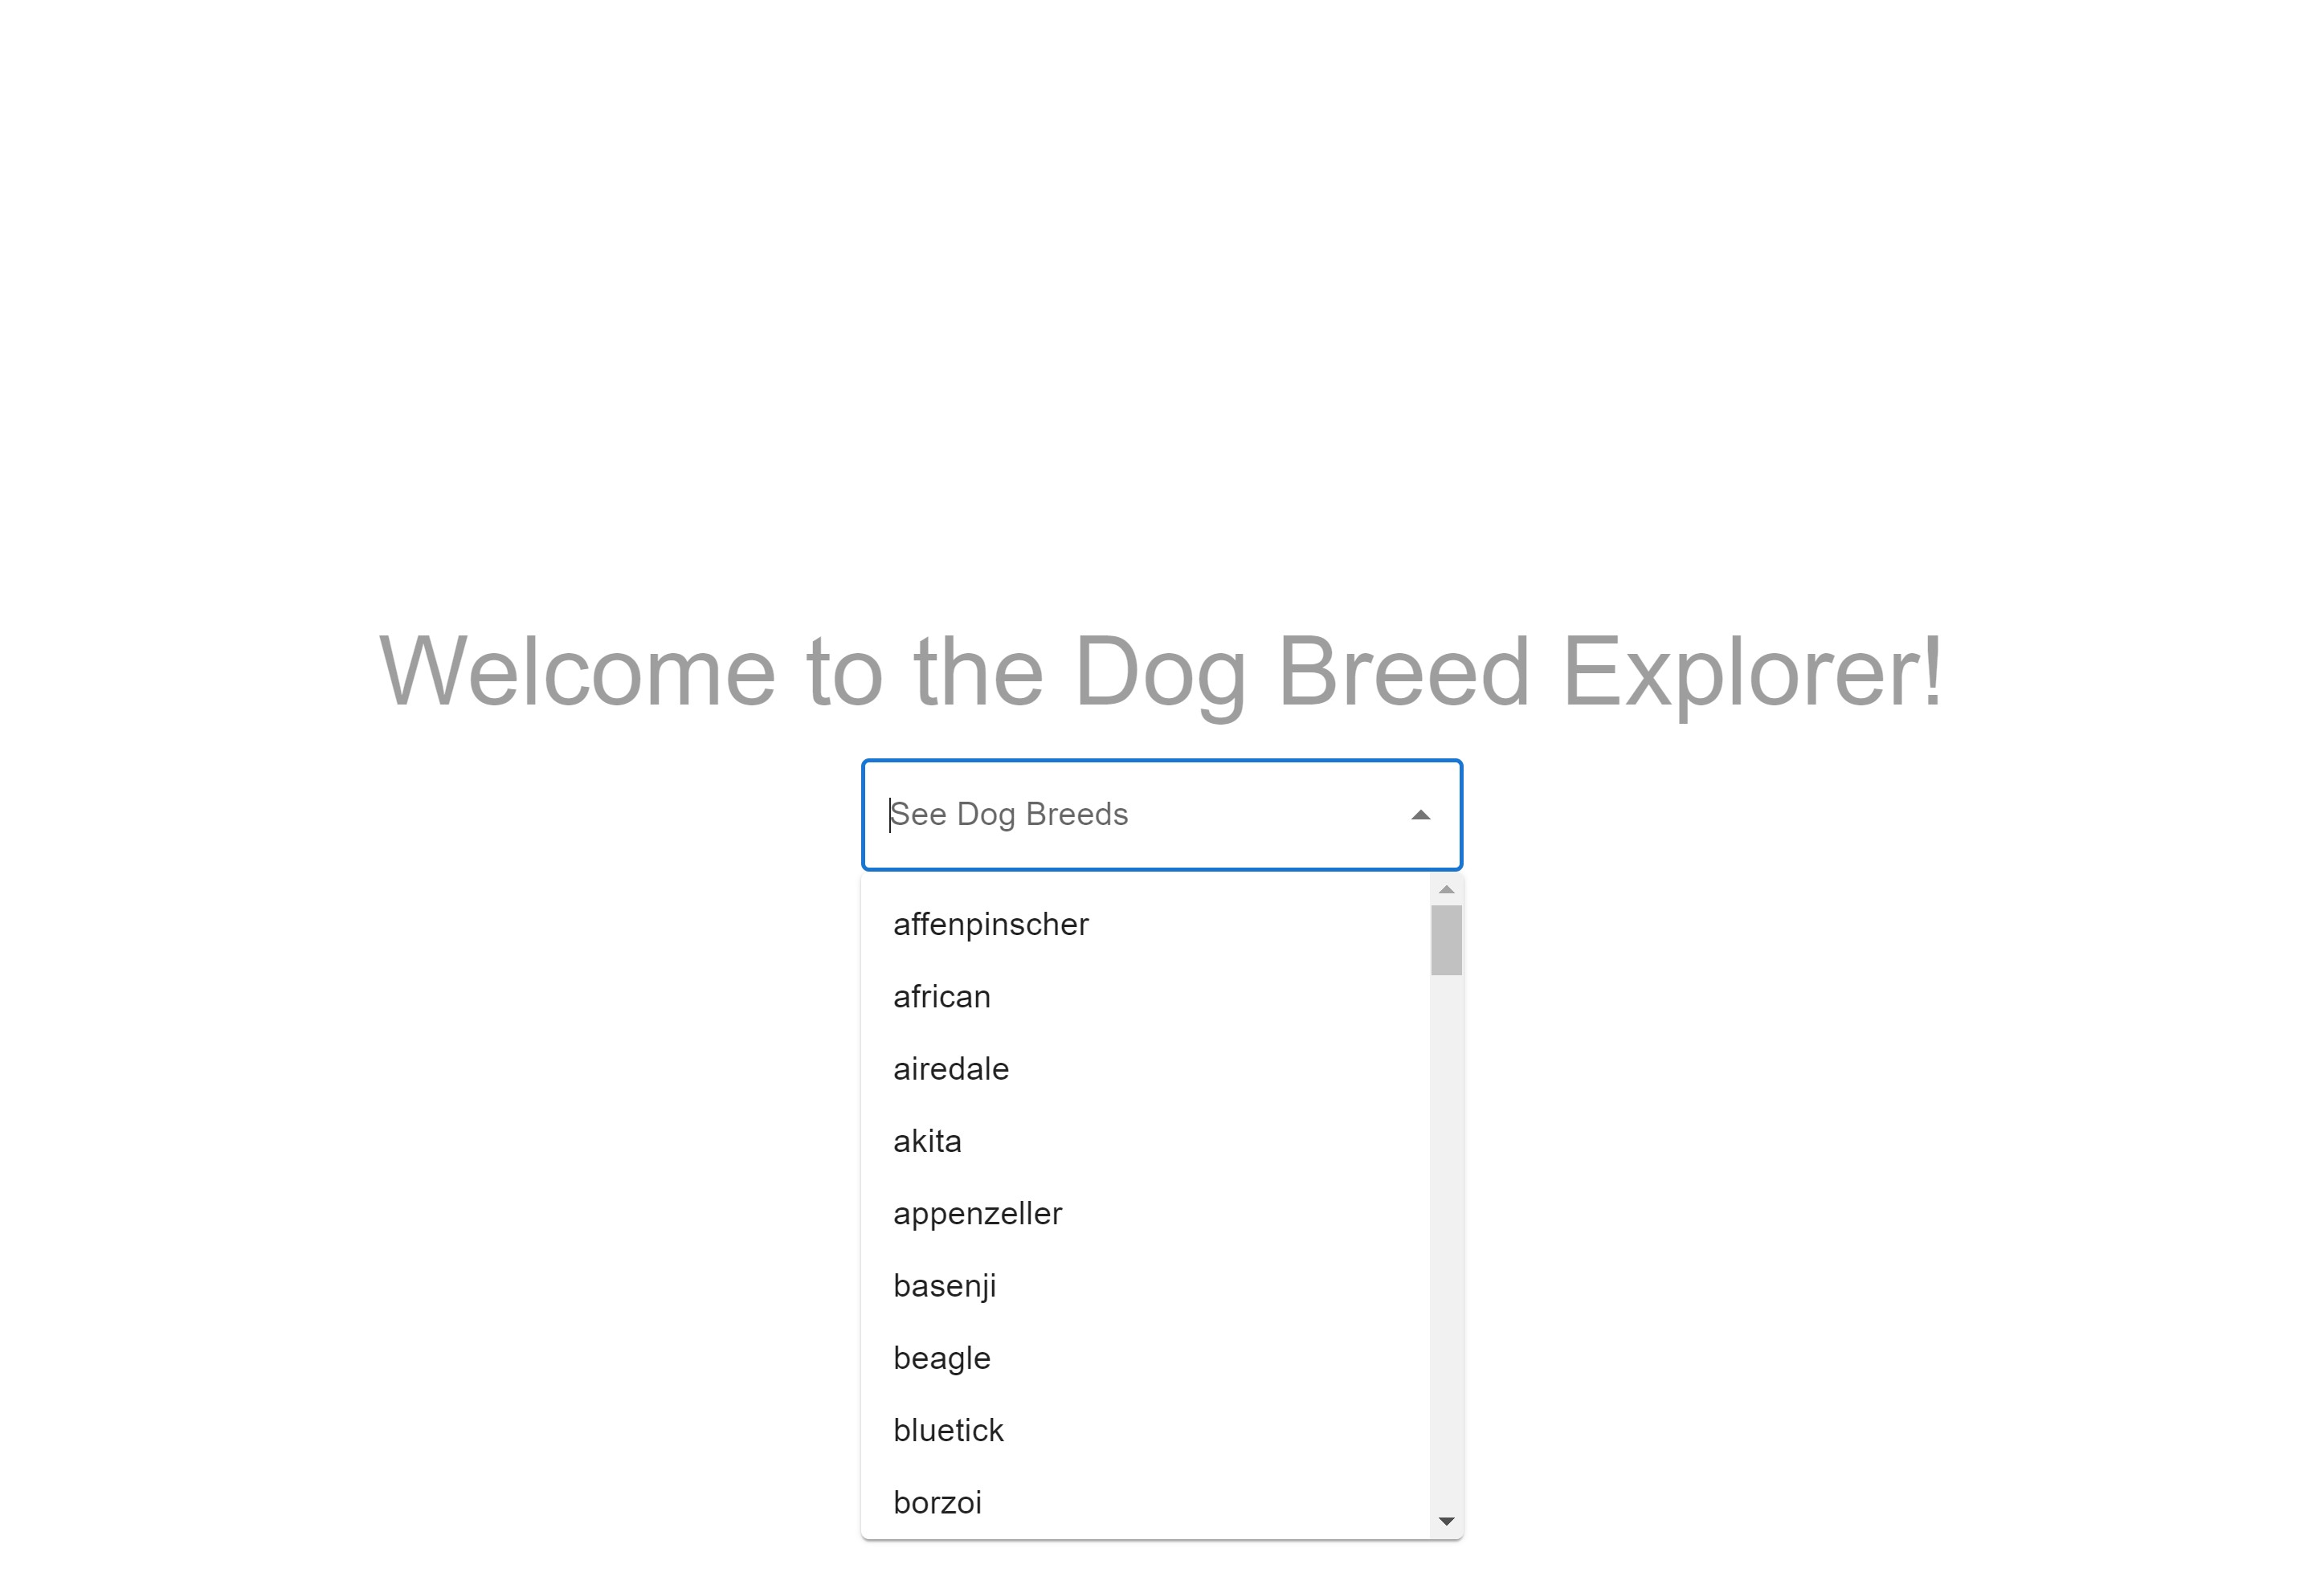 Welcome to the Dog Breed Explorer!
See Dog Breeds
affenpinscher
african
airedale
akita
appenzeller
basenji
beagle
bluetick
borzoi